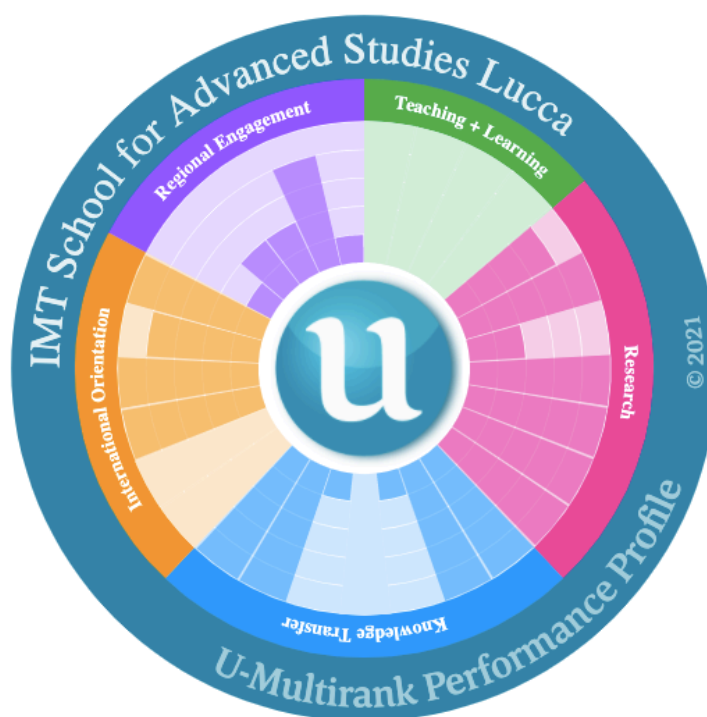 IMT School for Advanced Studies Lucca
Teaching + Learning
Research
Knowledge Transfer
International Orientation
Regional Engagement
u
© 2021
U-Multirank Performance Profile